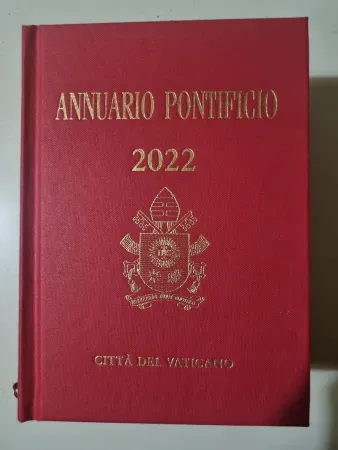 ANNUARIO PONTIFICIO
2022
CITTÀ DEL VATICANO